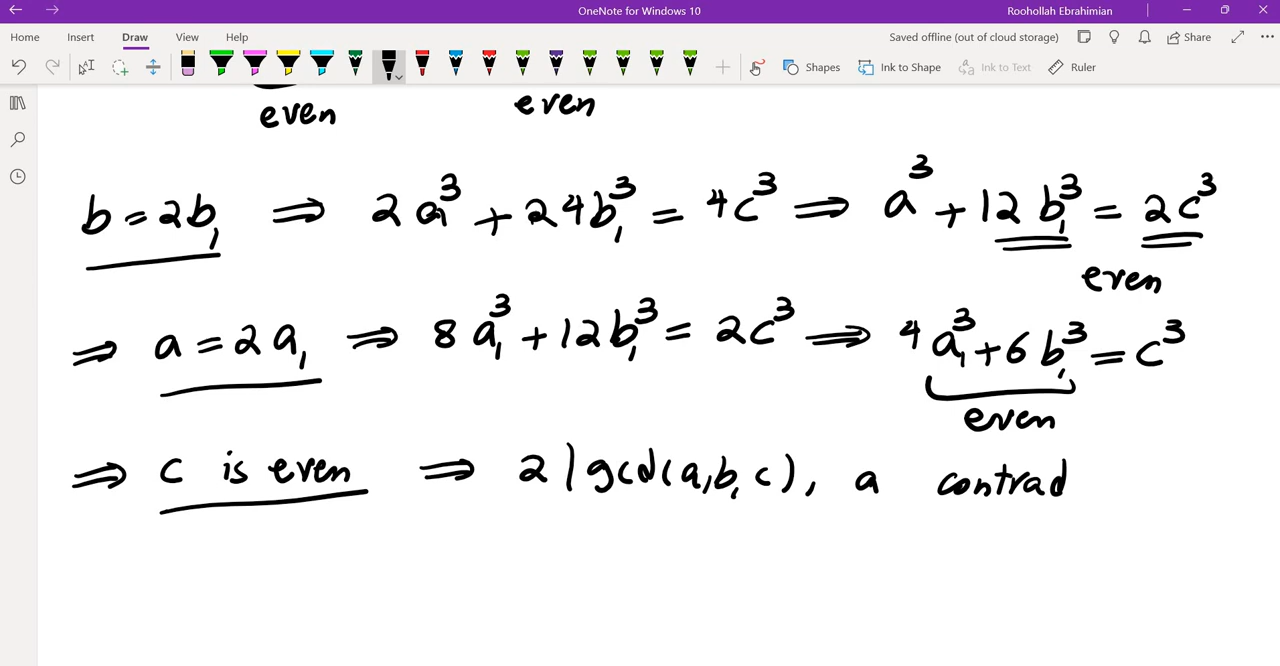 OneNote for Windows 10
Roohollah Ebrahimian
Home Insert Draw View Help
Saved offline (out of cloud storage) Share
Shapes Ink to Shape Ink to Text Ruler
even even
b = 2b₁ ⇒ 2a³ + 24b₁³ = 4c³ ⇒ a³ + 12b₁³ = 2c³
even
⇒ a = 2a₁ ⇒ 8a₁³ + 12b₁³ = 2c³ ⇒ 4a₁³ + 6b₁³ = c³
even
⇒ c is even ⇒ 2 | gcd(a, b, c), a contrad